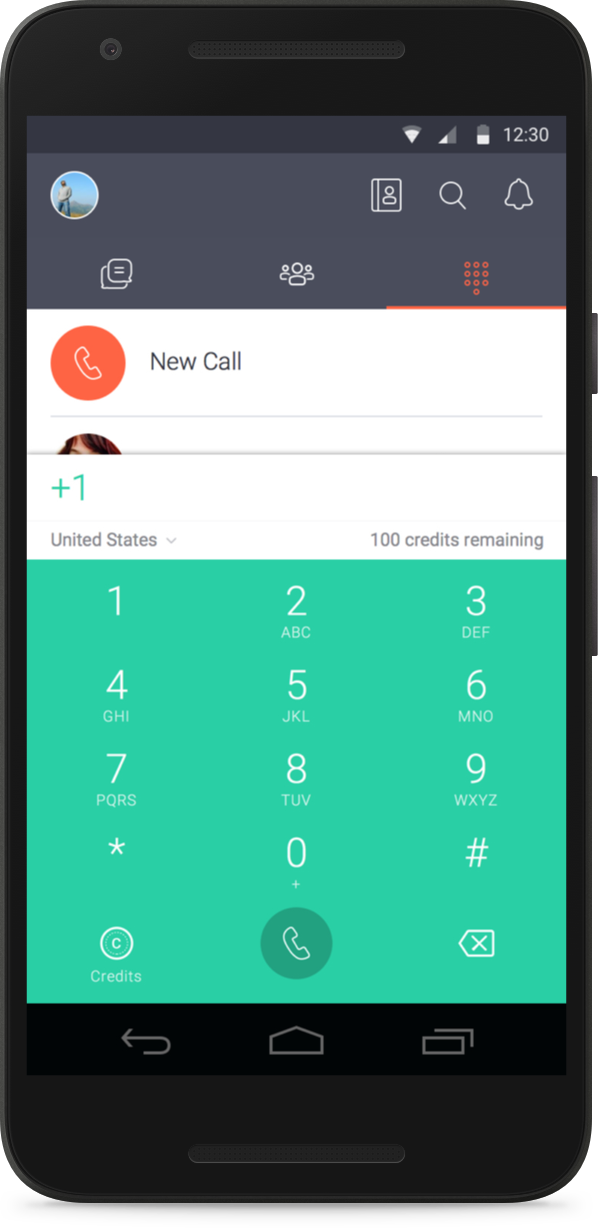 12:30
New Call
+1
United States 100 credits remaining
1 2 3
ABC DEF
4 5 6
GHI JKL MNO
7 8 9
PQRS TUV WXYZ
* 0 #
+
C
Credits